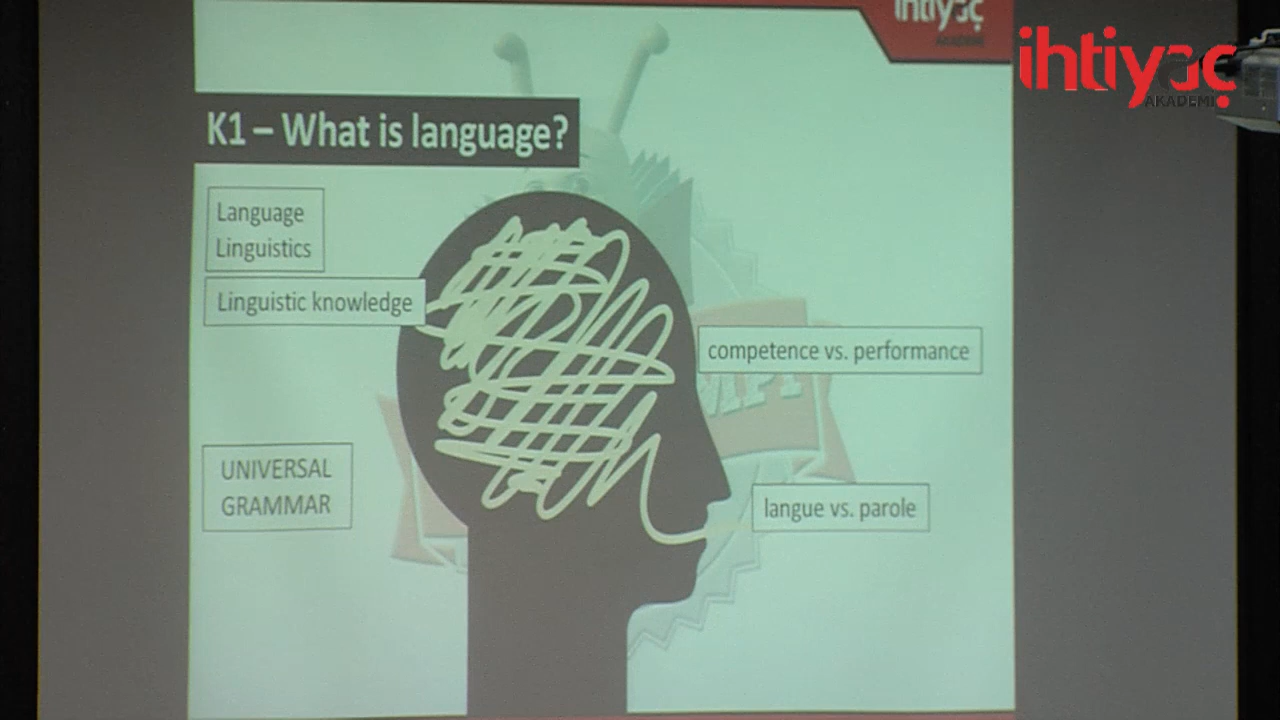 ihtiyaç
AKADEMİ
ihtiyaç
AKADEMİ
K1 – What is language?
Language
Linguistics
Linguistic knowledge
competence vs. performance
UNIVERSAL
GRAMMAR
langue vs. parole